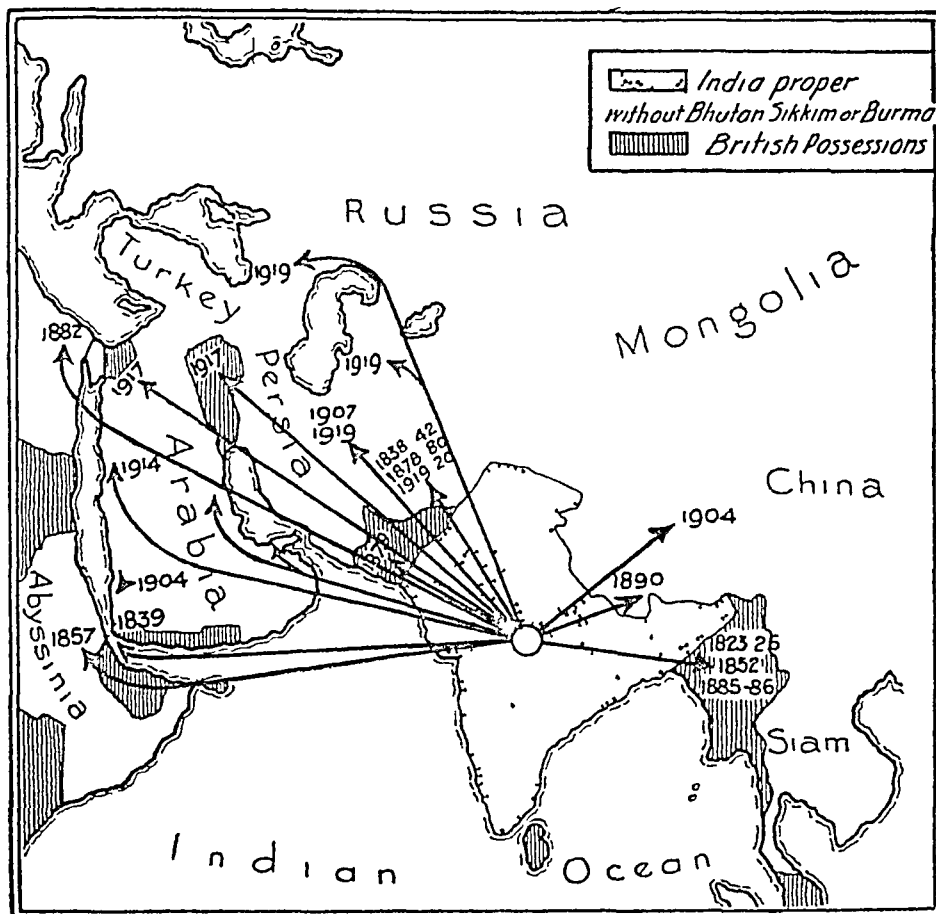 India proper
without Bhutan Sikkim or Burma
British Possessions
Russia
Turkey
Mongolia
1919
1882
1917
1917
Persia
1919
1907
1919
1838 42
1878 80
1919 20
Arabia
1914
China
1904
1890
1904
Abyssinia
1839
1857
1823 26
1852
1885-86
Siam
Indian Ocean